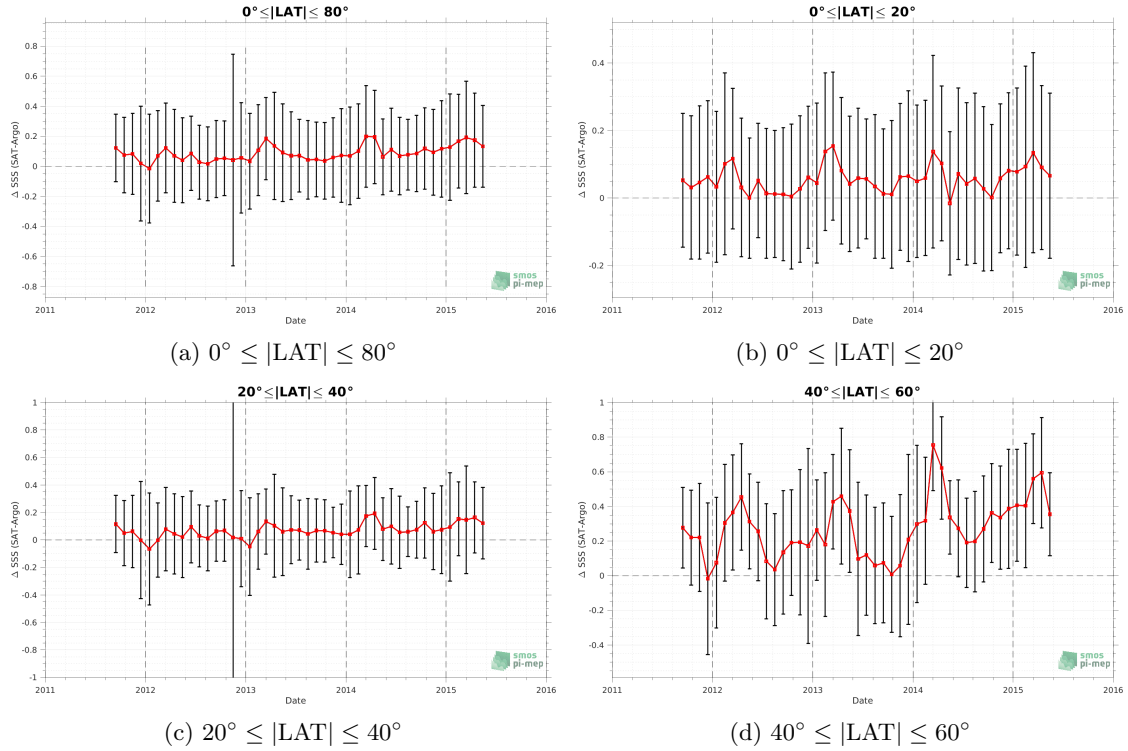 0°≤|LAT|≤ 80°
Δ SSS (SAT-Argo)
0.8
0.6
0.4
0.2
0
-0.2
-0.4
-0.6
-0.8
smos
pi-mep
2011 2012 2013 2014 2015 2016
Date
(a) 0° ≤ |LAT| ≤ 80°
0°≤|LAT|≤ 20°
Δ SSS (SAT-Argo)
0.4
0.2
0
-0.2
smos
pi-mep
2011 2012 2013 2014 2015 2016
Date
(b) 0° ≤ |LAT| ≤ 20°
20°≤|LAT|≤ 40°
Δ SSS (SAT-Argo)
1
0.8
0.6
0.4
0.2
0
-0.2
-0.4
-0.6
-0.8
-1
smos
pi-mep
2011 2012 2013 2014 2015 2016
Date
(c) 20° ≤ |LAT| ≤ 40°
40°≤|LAT|≤ 60°
Δ SSS (SAT-Argo)
1
0.8
0.6
0.4
0.2
0
-0.2
-0.4
smos
pi-mep
2011 2012 2013 2014 2015 2016
Date
(d) 40° ≤ |LAT| ≤ 60°